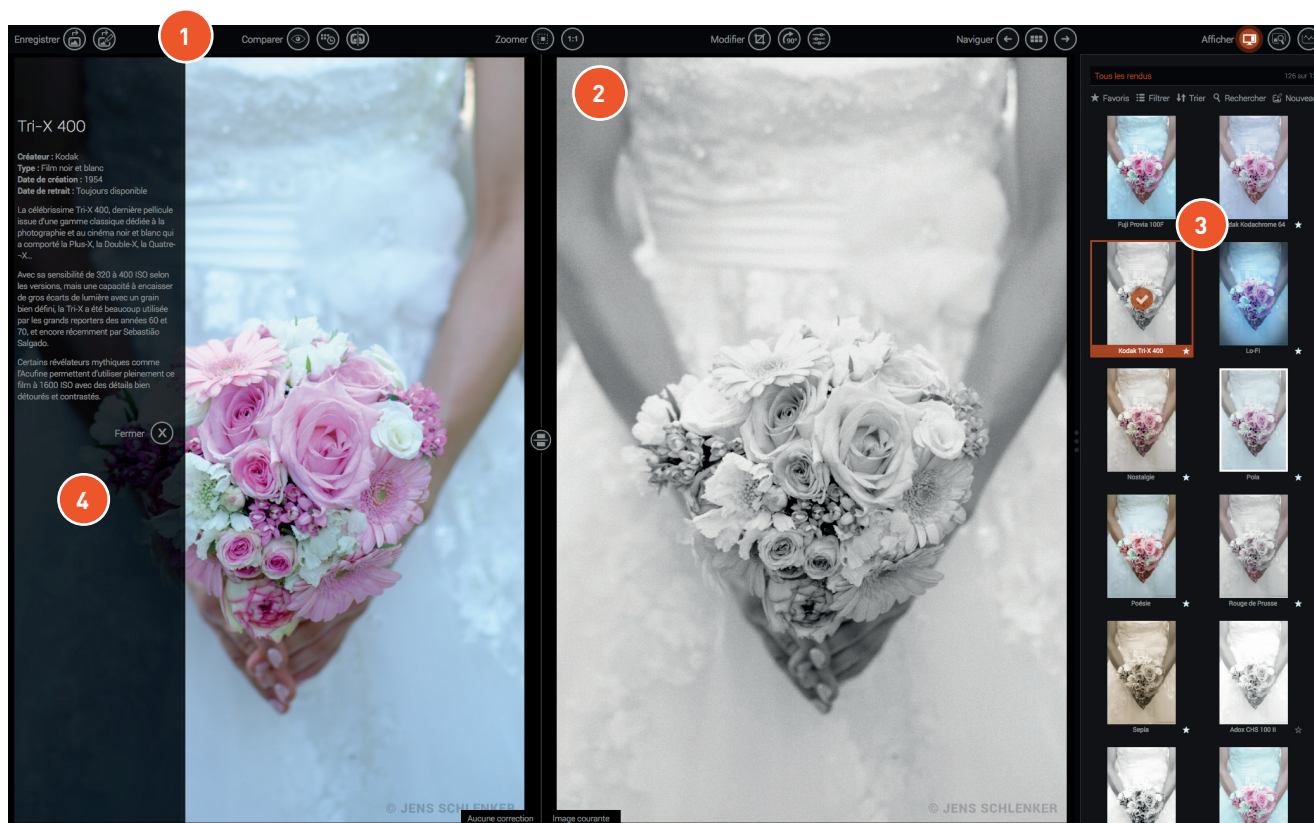 Enregistrer
1
Comparer
Zoomer
1:1
Modifier
90°
Naviguer
Afficher
Tri-X 400
Créateur : Kodak
Type : Film noir et blanc
Date de création : 1954
Date de retrait : Toujours disponible
La célébrissime Tri-X 400, dernière pellicule
issue d'une gamme classique dédiée à la
photographie et au cinéma noir et blanc qui
a comporté la Plus-X, la Double-X, la Quatre-
-X...
Avec sa sensibilité de 320 à 400 ISO selon
les versions, mais une capacité à encaisser
de gros écarts de lumière avec un grain
bien défini, la Tri-X a été beaucoup utilisée
par les grands reporters des années 60 et
70, et encore récemment par Sebastião
Salgado.
Certains révélateurs mythiques comme
l'Acufine permettent d'utiliser pleinement ce
film à 1600 ISO avec des détails bien
détourés et contrastés.
Fermer X
4
© JENS SCHLENKER
Aucune correction
2
© JENS SCHLENKER
Image courante
Tous les rendus
126 sur
Favoris Filtrer Trier Rechercher Nouveau
Fuji Provia 100F
3
Kodachrome 64
Kodak Tri-X 400
Lo-Fi
Nostalgie
Pola
Poésie
Rouge de Prusse
Sepia
Adox CHS 100 II